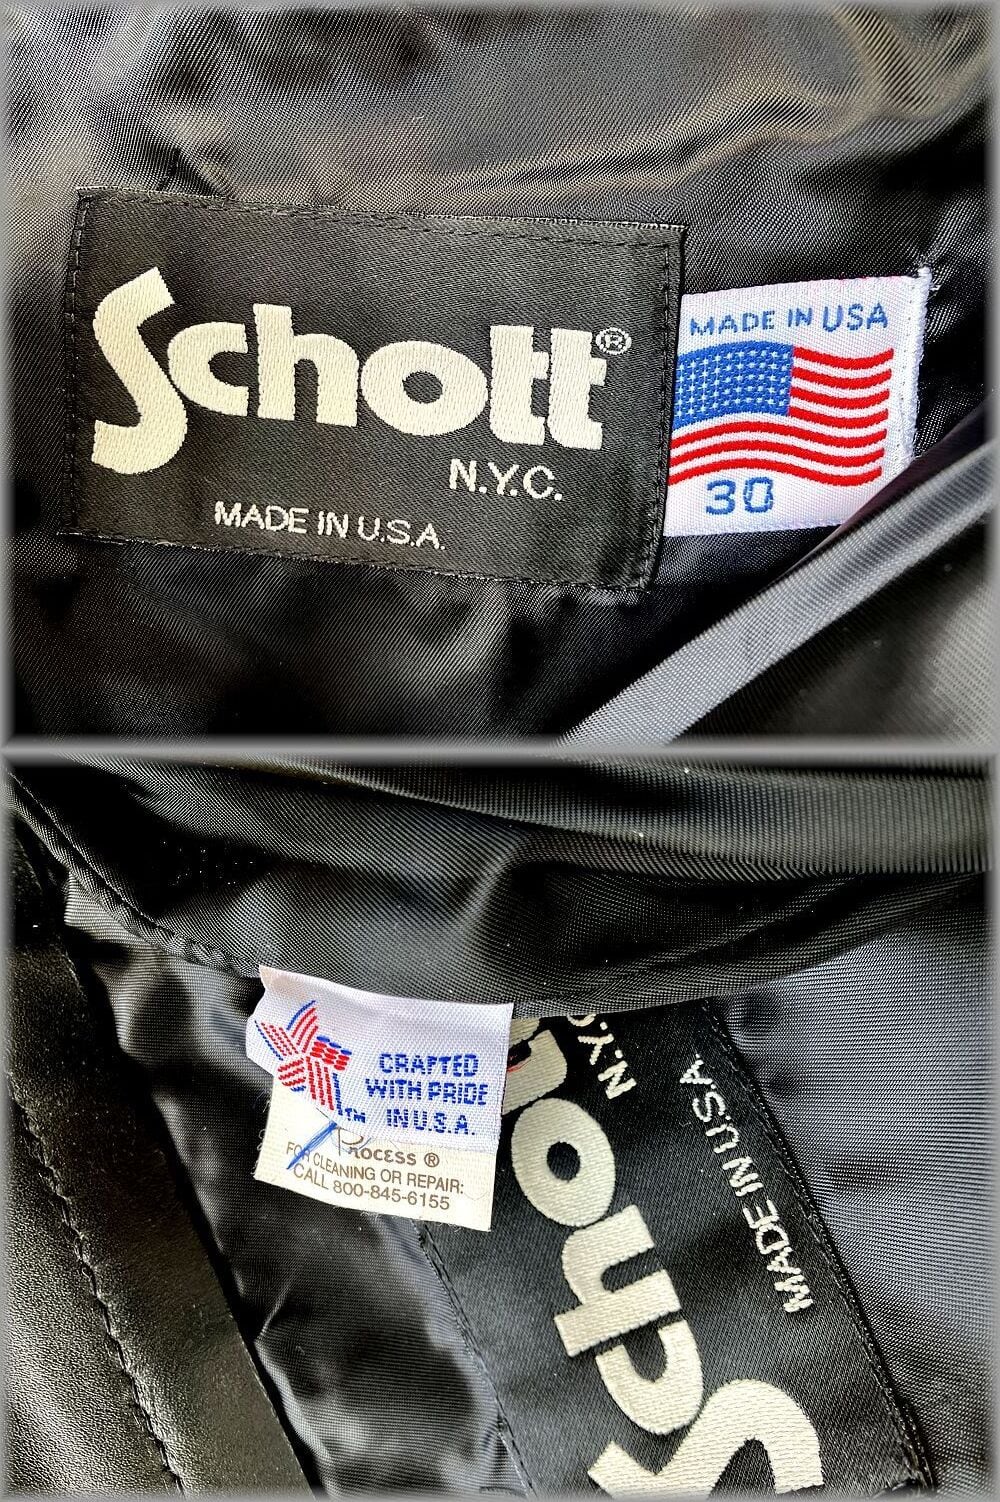 Schott®
N.Y.C.
MADE IN U.S.A.
MADE IN USA
30
CRAFTED
WITH PRIDE
IN U.S.A.
TM
Process ®
FOR CLEANING OR REPAIR:
CALL 800-845-6155
N.Y.
MADE IN U.S.A.
Scho